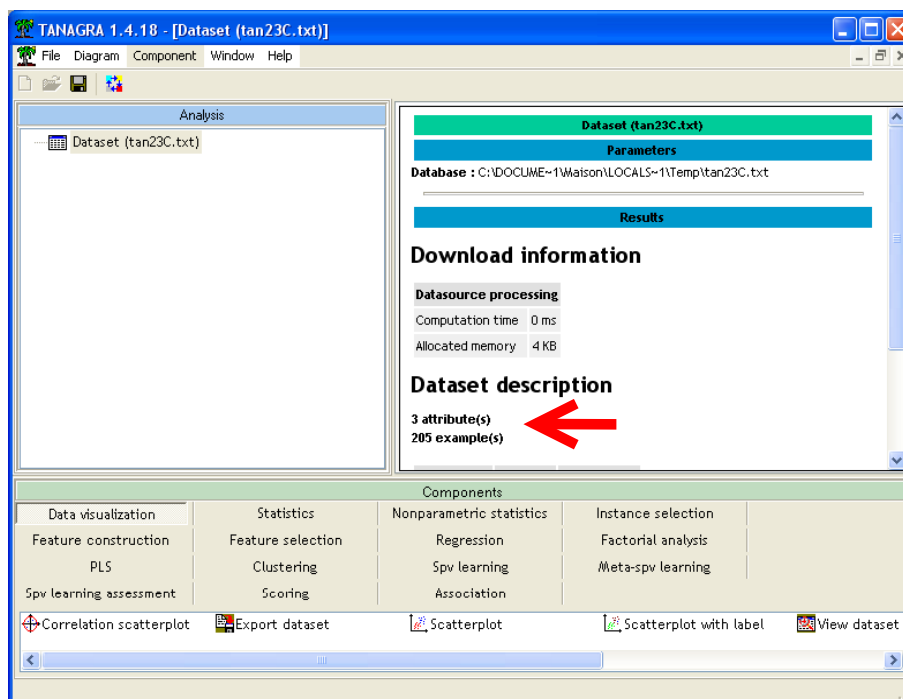 TANAGRA 1.4.18 - [Dataset (tan23C.txt)]
File Diagram Component Window Help
Analysis
Dataset (tan23C.txt)
Dataset (tan23C.txt)
Parameters
Database : C:\DOCUME~1\Maison\LOCALS~1\Temp\tan23C.txt
Results
Download information
Datasource processing
Computation time 0 ms
Allocated memory 4 KB
Dataset description
3 attribute(s)
205 example(s)
Components
Data visualization Statistics Nonparametric statistics Instance selection
Feature construction Feature selection Regression Factorial analysis
PLS Clustering Spv learning Meta-spv learning
Spv learning assessment Scoring Association
Correlation scatterplot Export dataset Scatterplot Scatterplot with label View dataset